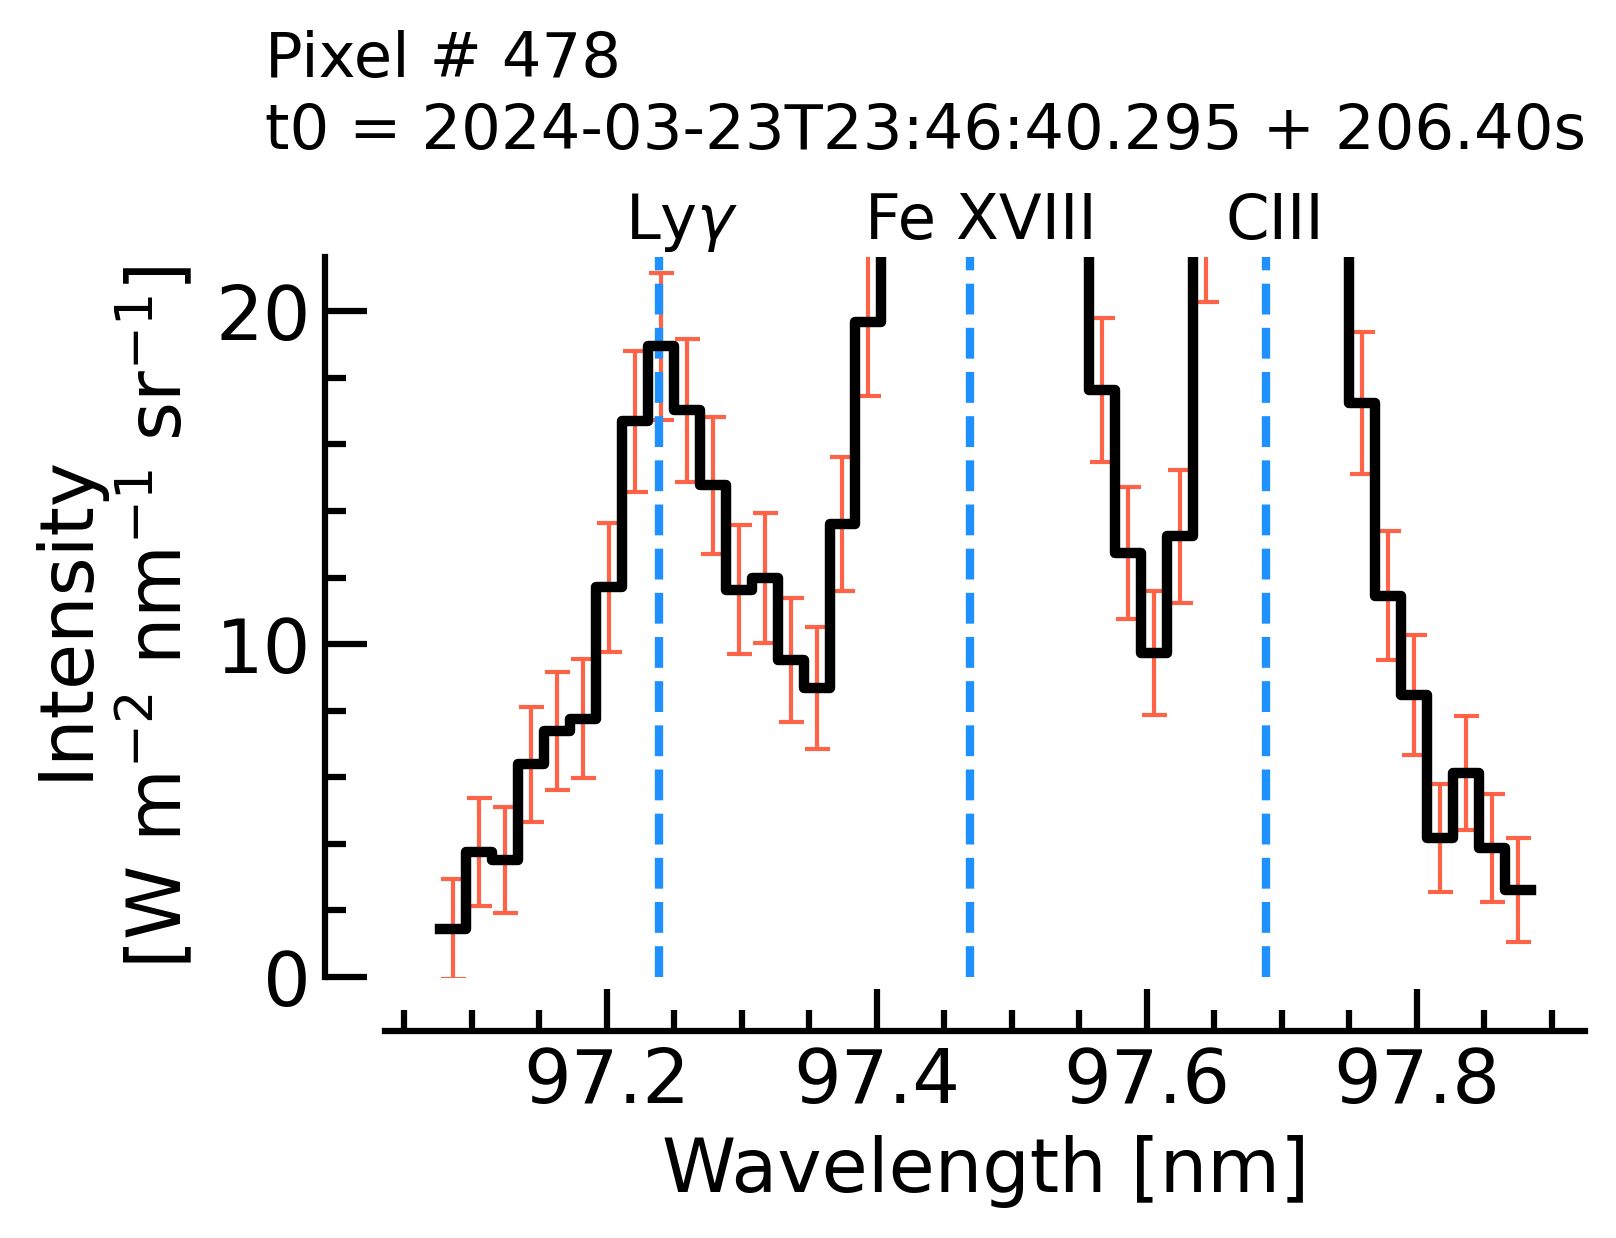 Pixel # 478
t0 = 2024-03-23T23:46:40.295 + 206.40s
Lyγ Fe XVIII CIII
Intensity
[W m⁻² nm⁻¹ sr⁻¹]
20
10
0
97.2 97.4 97.6 97.8
Wavelength [nm]